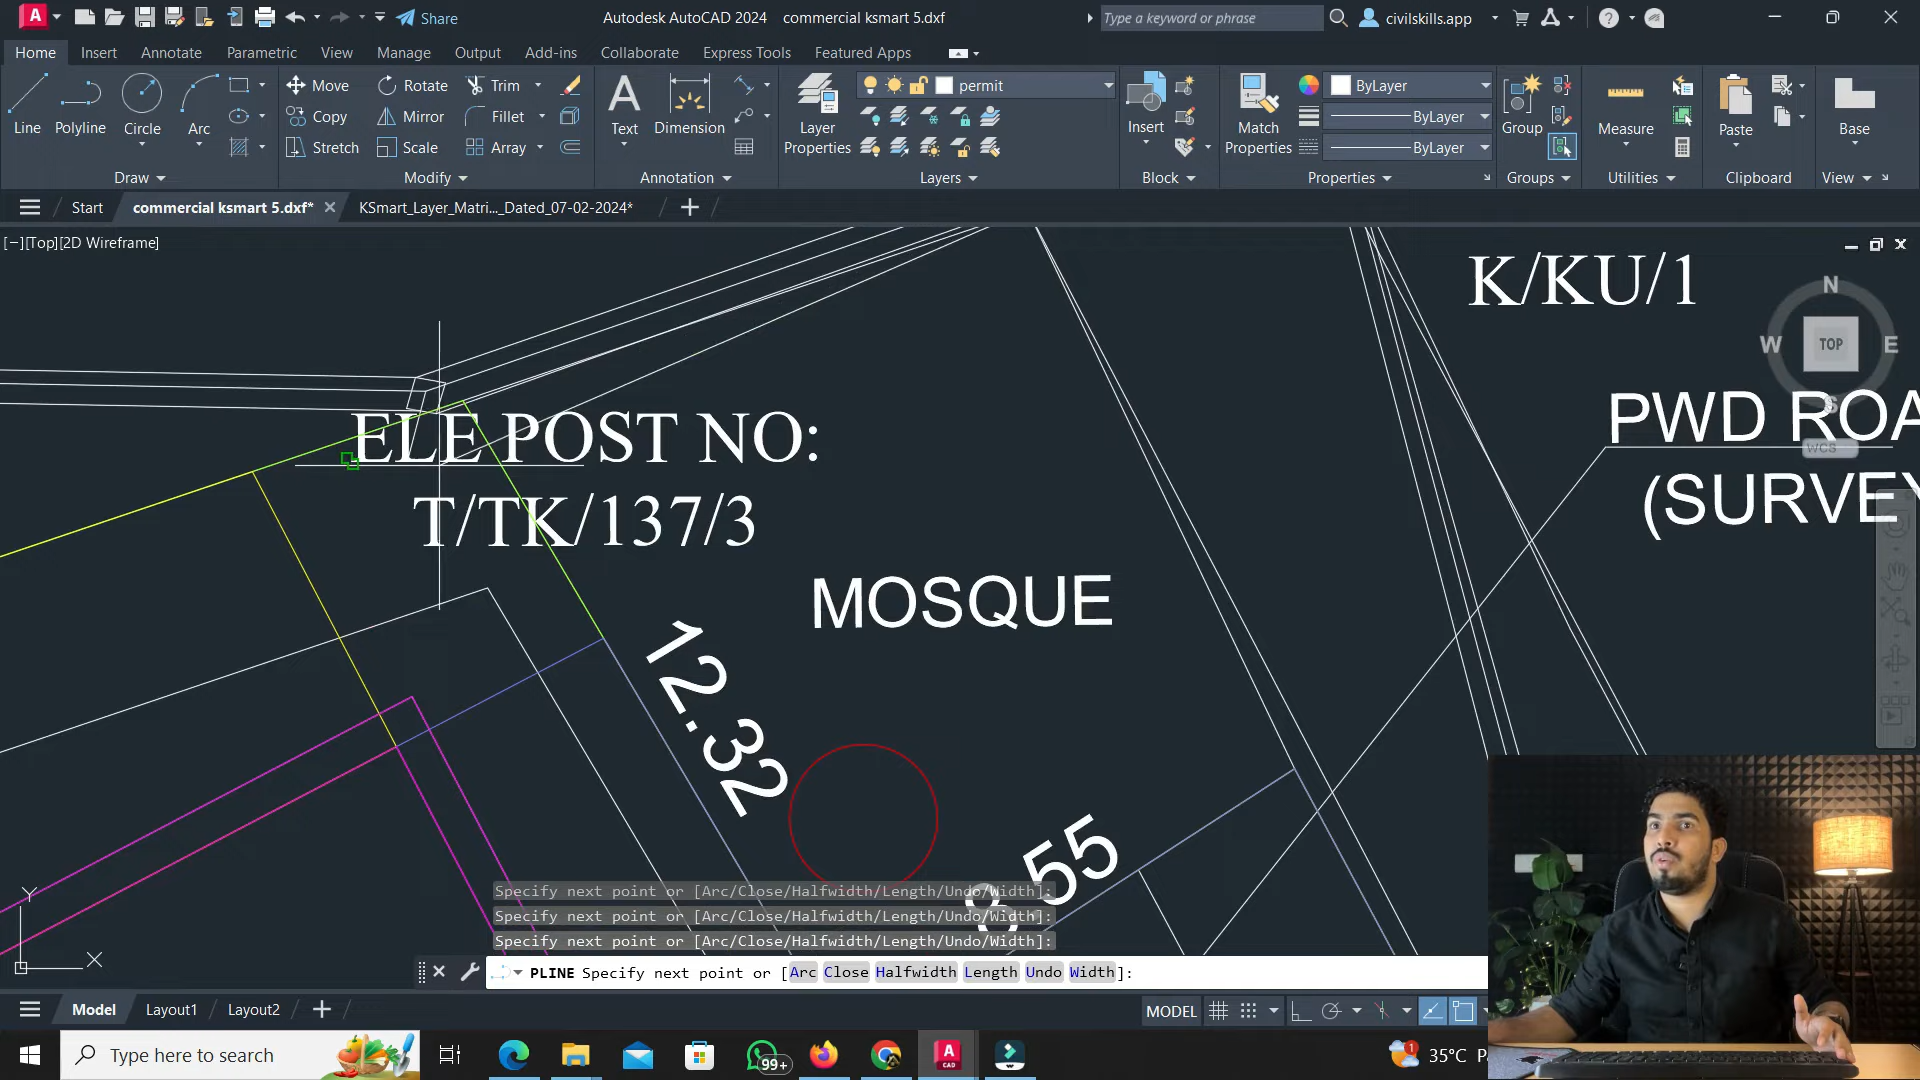 Share
Autodesk AutoCAD 2024
commercial ksmart 5.dxf
Type a keyword or phrase
civilskills.app
Home
Insert
Annotate
Parametric
View
Manage
Output
Add-ins
Collaborate
Express Tools
Featured Apps
Line
Polyline
Circle
Arc
Draw
Move
Rotate
Trim
Copy
Mirror
Fillet
Stretch
Scale
Array
Modify
Text
Dimension
Annotation
Layer
Properties
permit
Layers
Insert
Block
Match
Properties
ByLayer
ByLayer
ByLayer
Properties
Group
Groups
Measure
Utilities
Paste
Clipboard
Base
View
Start
commercial ksmart 5.dxf*
KSmart_Layer_Matri..._Dated_07-02-2024*
[−][Top][2D Wireframe]
K/KU/1
N
W
TOP
E
S
WCS
PWD ROA
(SURVEY
ELE POST NO:
T/TK/137/3
MOSQUE
12.32
8.55
Y
X
Specify next point or [Arc/Close/Halfwidth/Length/Undo/Width]:
Specify next point or [Arc/Close/Halfwidth/Length/Undo/Width]:
Specify next point or [Arc/Close/Halfwidth/Length/Undo/Width]:
PLINE Specify next point or [Arc Close Halfwidth Length Undo Width]:
Model
Layout1
Layout2
MODEL
Type here to search
99+
A
CAD
1
35°C